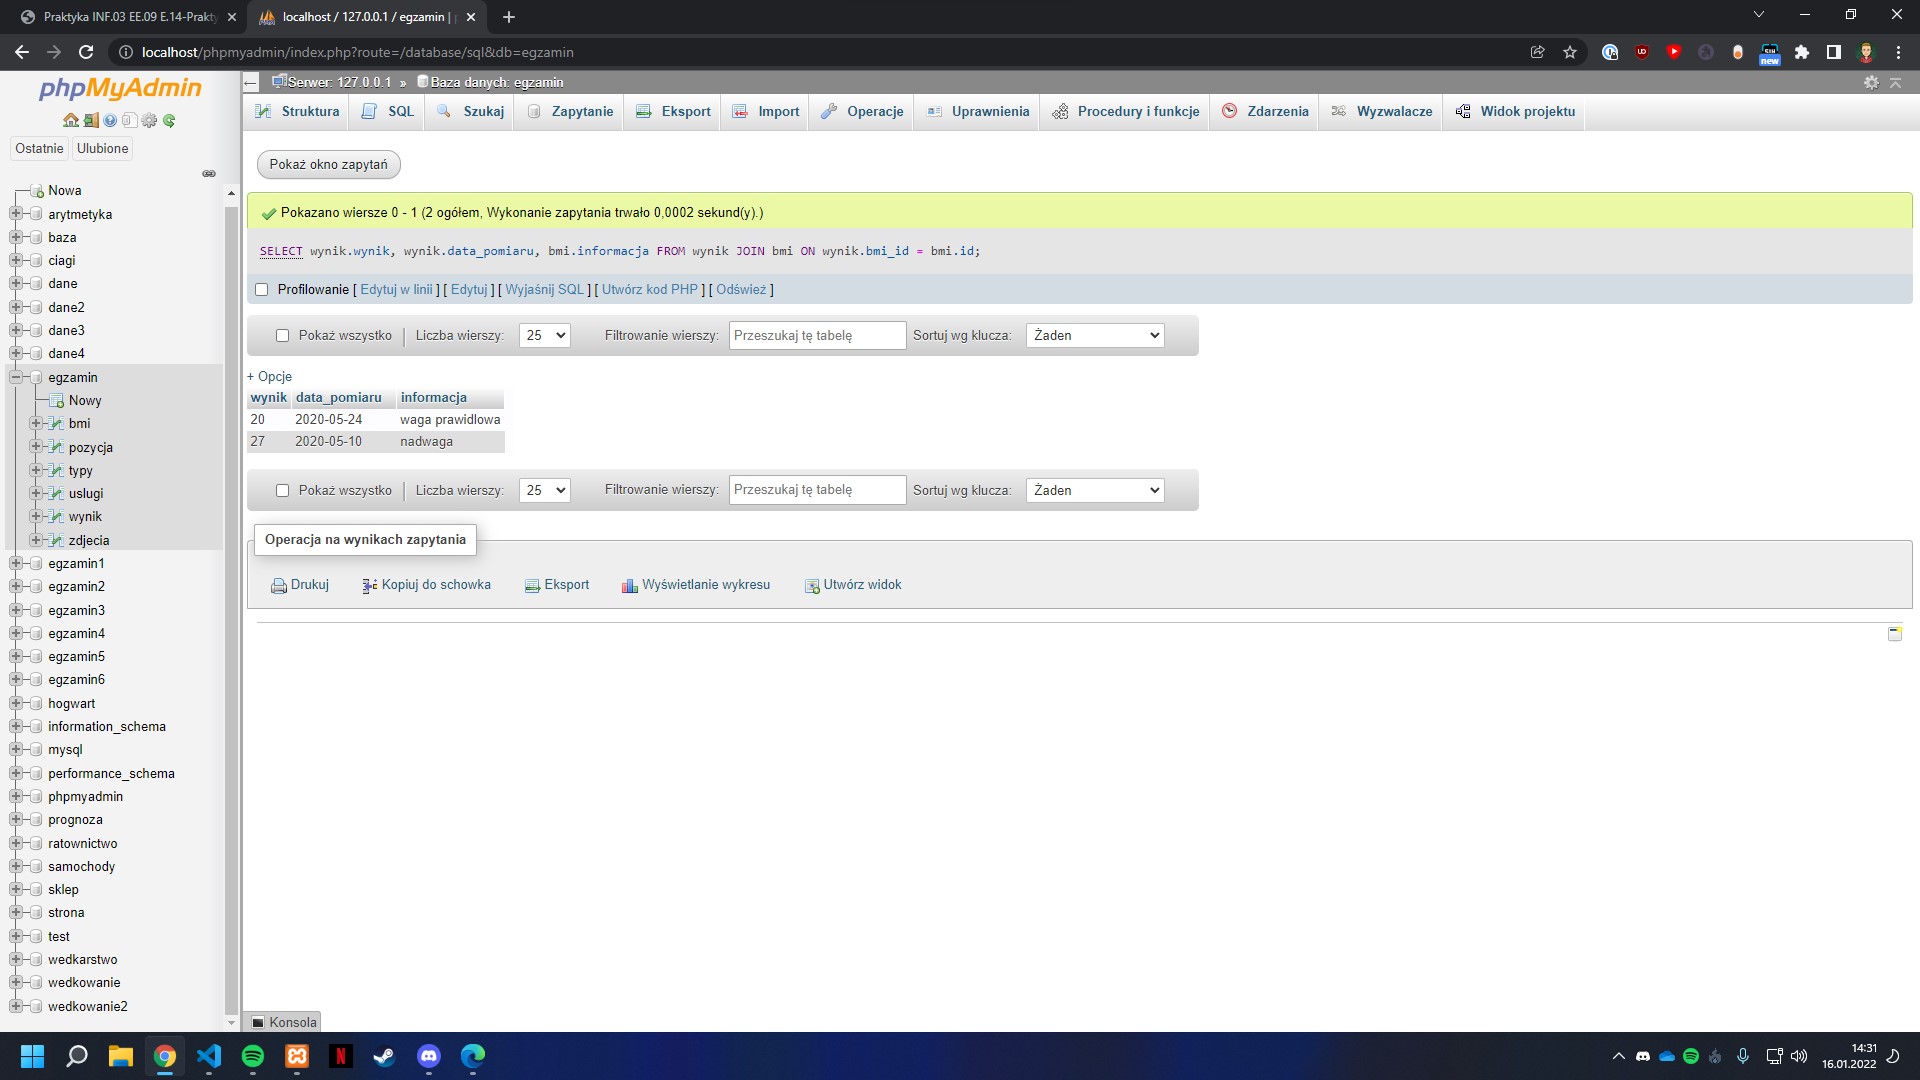 Praktyka INF.03 EE.09 E.14-Prakty
localhost / 127.0.0.1 / egzamin | p
localhost/phpmyadmin/index.php?route=/database/sql&db=egzamin
new
phpMyAdmin
Ostatnie Ulubione
Nowa
arytmetyka
baza
ciagi
dane
dane2
dane3
dane4
egzamin
Nowy
bmi
pozycja
typy
uslugi
wynik
zdjecia
egzamin1
egzamin2
egzamin3
egzamin4
egzamin5
egzamin6
hogwart
information_schema
mysql
performance_schema
phpmyadmin
prognoza
ratownictwo
samochody
sklep
strona
test
wedkarstwo
wedkowanie
wedkowanie2
Serwer: 127.0.0.1 » Baza danych: egzamin
Struktura SQL Szukaj Zapytanie Eksport Import Operacje Uprawnienia Procedury i funkcje Zdarzenia Wyzwalacze Widok projektu
Pokaż okno zapytań
Pokazano wiersze 0 - 1 (2 ogółem, Wykonanie zapytania trwało 0,0002 sekund(y).)
SELECT wynik.wynik, wynik.data_pomiaru, bmi.informacja FROM wynik JOIN bmi ON wynik.bmi_id = bmi.id;
Profilowanie [ Edytuj w linii ] [ Edytuj ] [ Wyjaśnij SQL ] [ Utwórz kod PHP ] [ Odśwież ]
Pokaż wszystko Liczba wierszy: 25 Filtrowanie wierszy: Przeszukaj tę tabelę Sortuj wg klucza: Żaden
+ Opcje
wynik data_pomiaru informacja
20 2020-05-24 waga prawidlowa
27 2020-05-10 nadwaga
Pokaż wszystko Liczba wierszy: 25 Filtrowanie wierszy: Przeszukaj tę tabelę Sortuj wg klucza: Żaden
Operacja na wynikach zapytania
Drukuj Kopiuj do schowka Eksport Wyświetlanie wykresu Utwórz widok
Konsola
14:31
16.01.2022